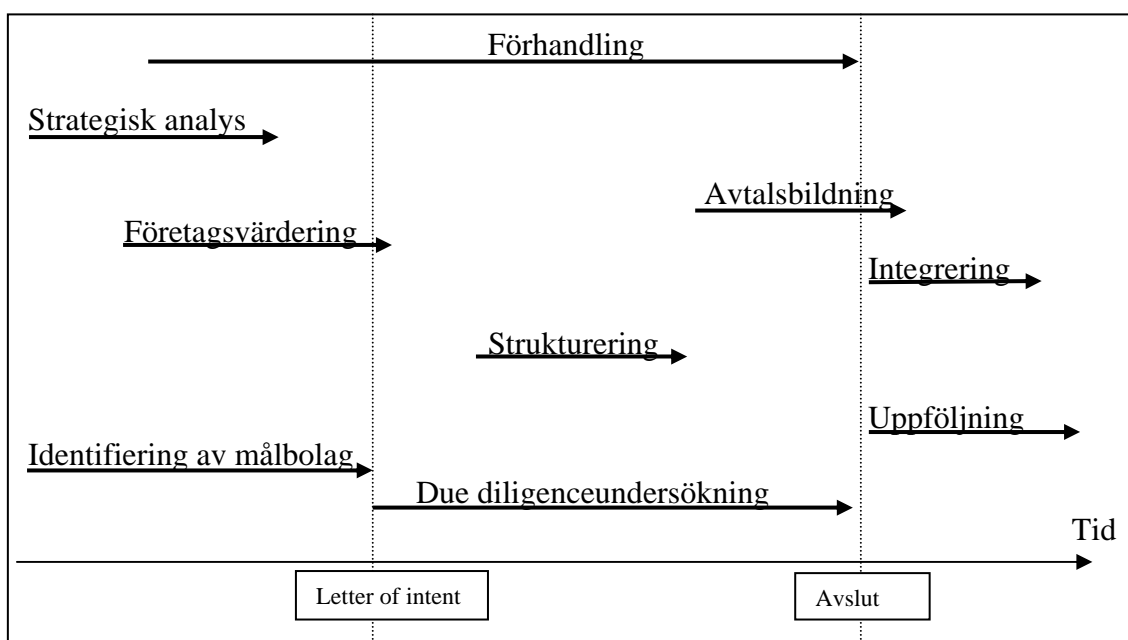 Förhandling
Strategisk analys
Avtalsbildning
Företagsvärdering
Integrering
Strukturering
Uppföljning
Identifiering av målbolag
Due diligenceundersökning
Tid
Letter of intent
Avslut